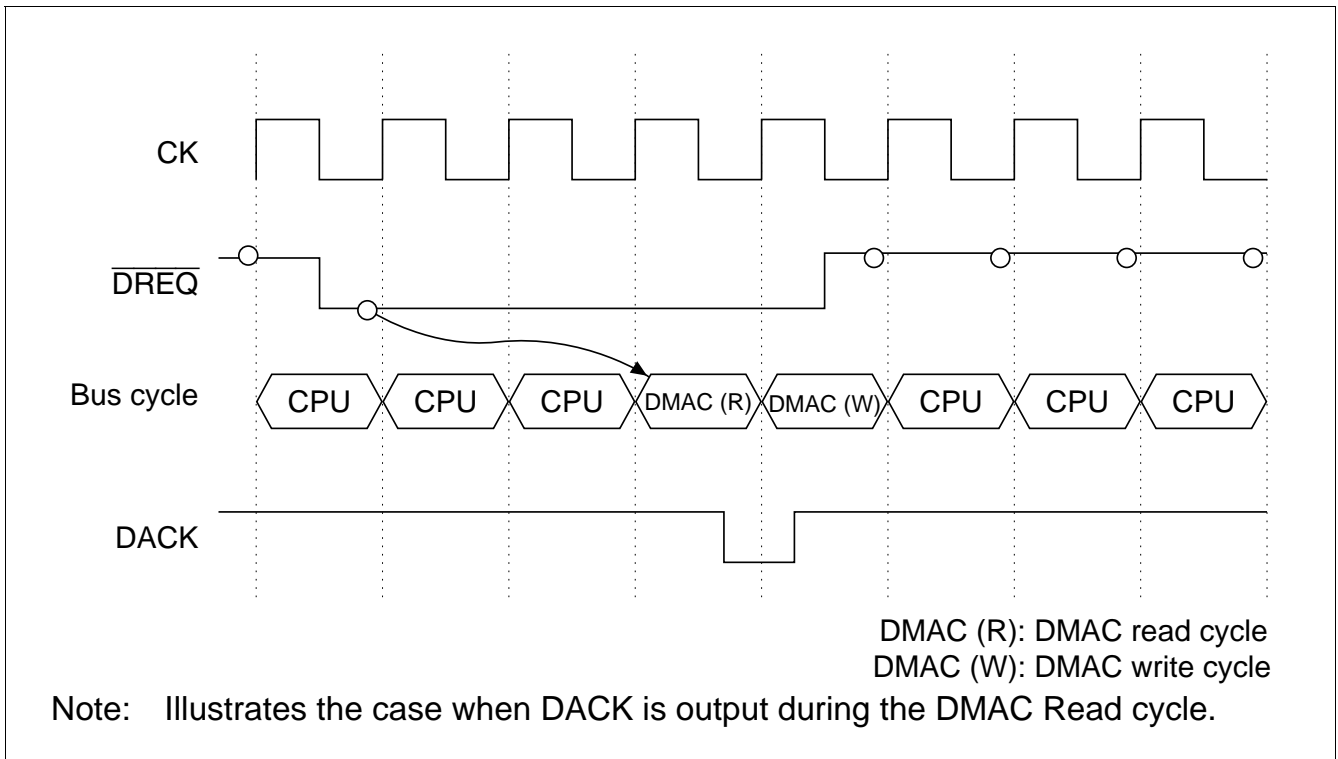 CK
DREQ
Bus cycle CPU CPU CPU DMAC (R) DMAC (W) CPU CPU CPU
DACK
DMAC (R): DMAC read cycle
DMAC (W): DMAC write cycle
Note: Illustrates the case when DACK is output during the DMAC Read cycle.